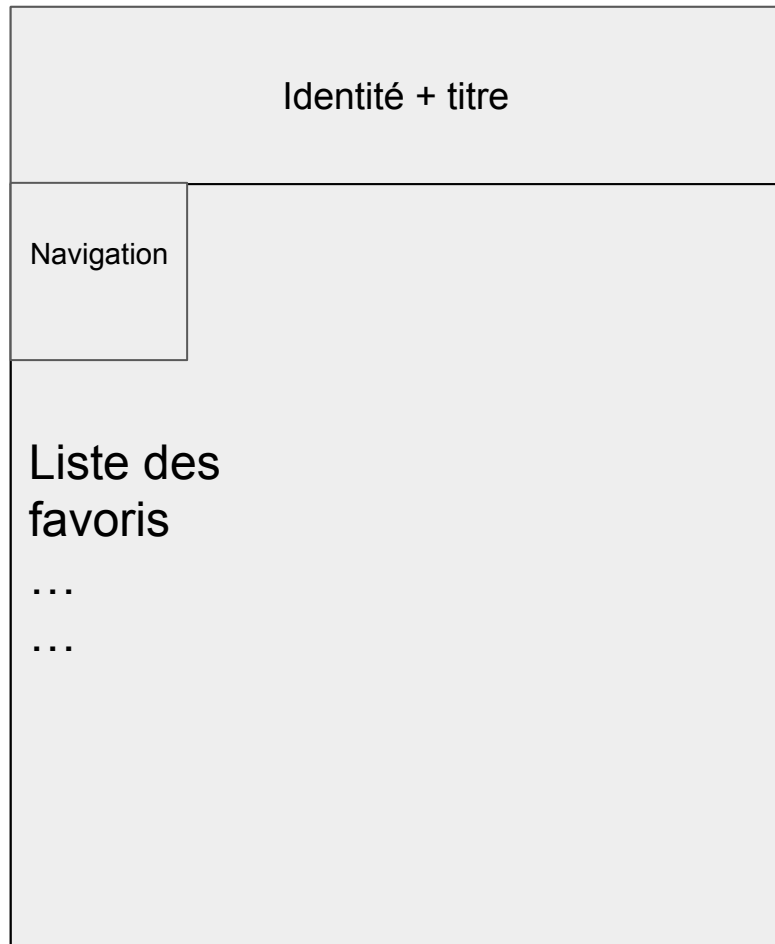 Identité + titre
Navigation
Liste des
favoris
…
…